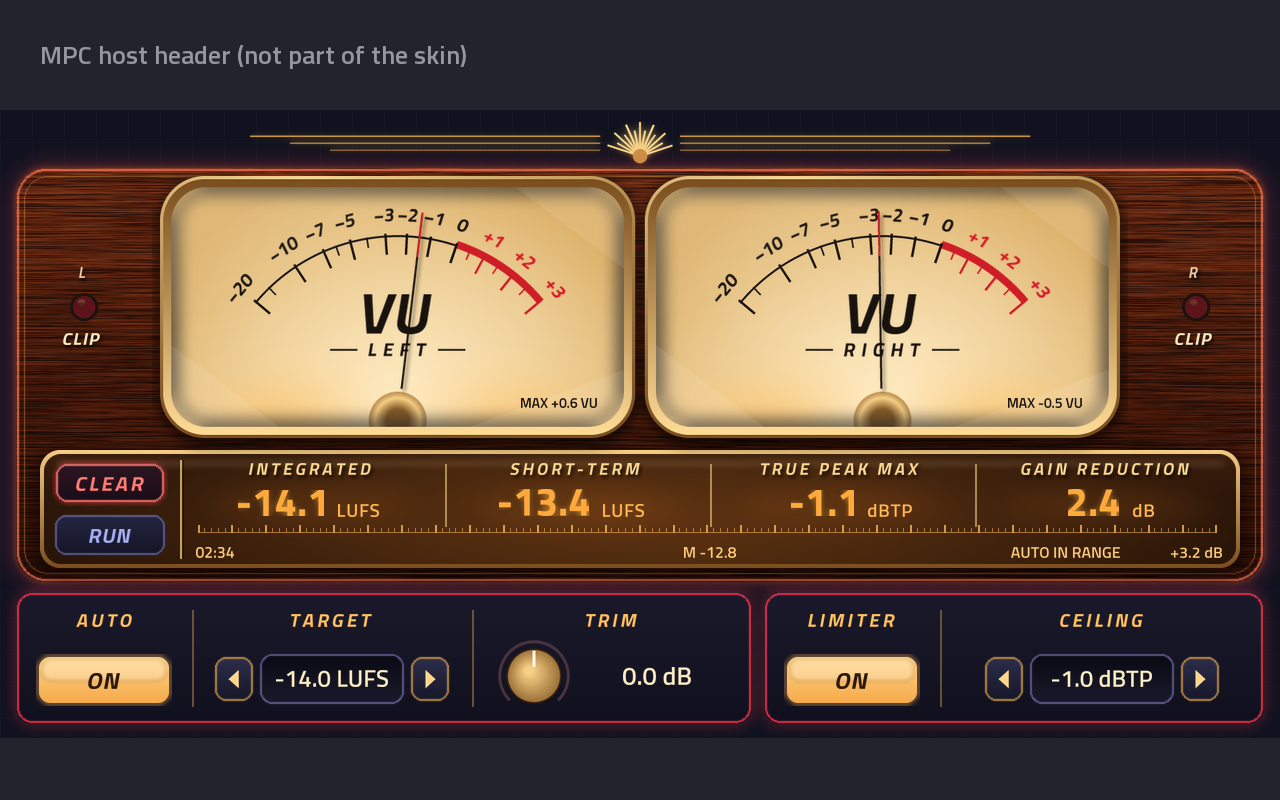 MPC host header (not part of the skin)
-20 -10 -7 -5 -3 -2 -1 0 +1 +2 +3
VU
LEFT
MAX +0.6 VU
-20 -10 -7 -5 -3 -2 -1 0 +1 +2 +3
VU
RIGHT
MAX -0.5 VU
L
CLIP
R
CLIP
CLEAR
RUN
INTEGRATED
-14.1 LUFS
SHORT-TERM
-13.4 LUFS
TRUE PEAK MAX
-1.1 dBTP
GAIN REDUCTION
2.4 dB
02:34
M -12.8
AUTO IN RANGE
+3.2 dB
AUTO
ON
TARGET
-14.0 LUFS
TRIM
0.0 dB
LIMITER
ON
CEILING
-1.0 dBTP